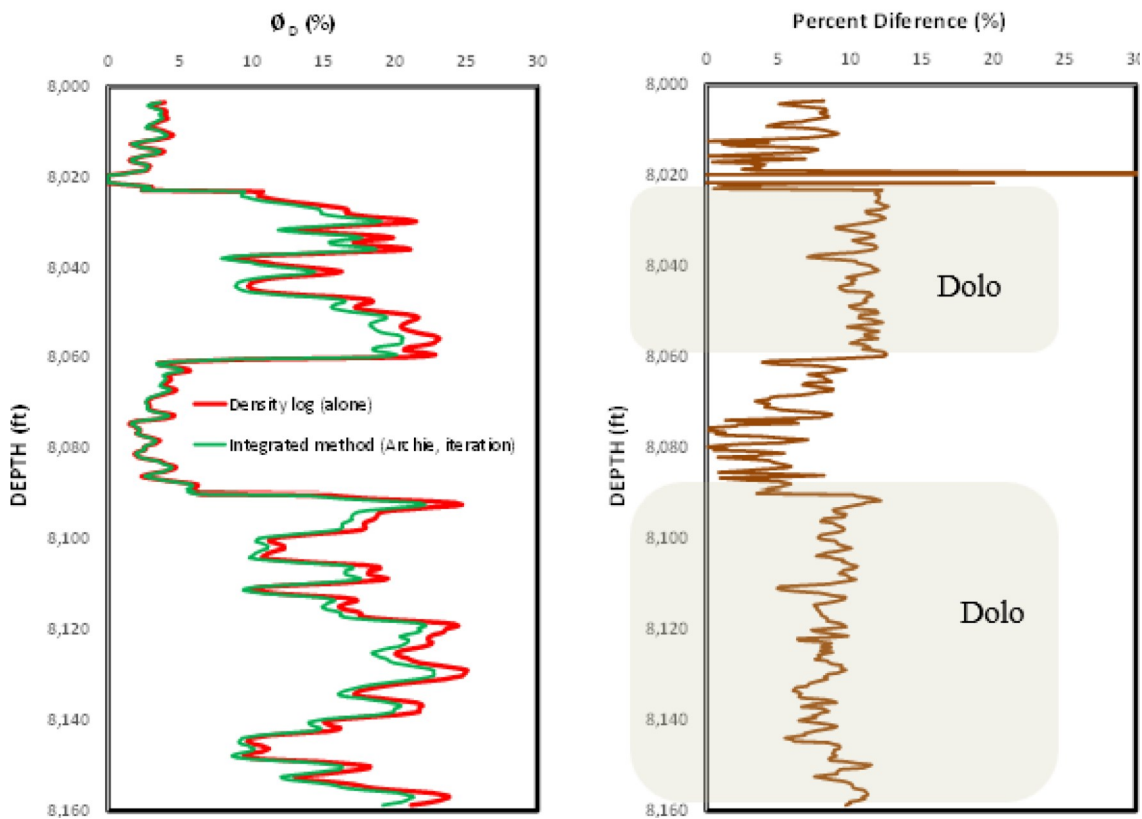 Ø_D (%)
0 5 10 15 20 25 30
8,000
8,020
8,040
8,060
8,080
8,100
8,120
8,140
8,160
DEPTH (ft)
Density log (alone)
Integrated method (Archie, iteration)
Percent Diference (%)
0 5 10 15 20 25 30
8,000
8,020
8,040
8,060
8,080
8,100
8,120
8,140
8,160
DEPTH (ft)
Dolo
Dolo